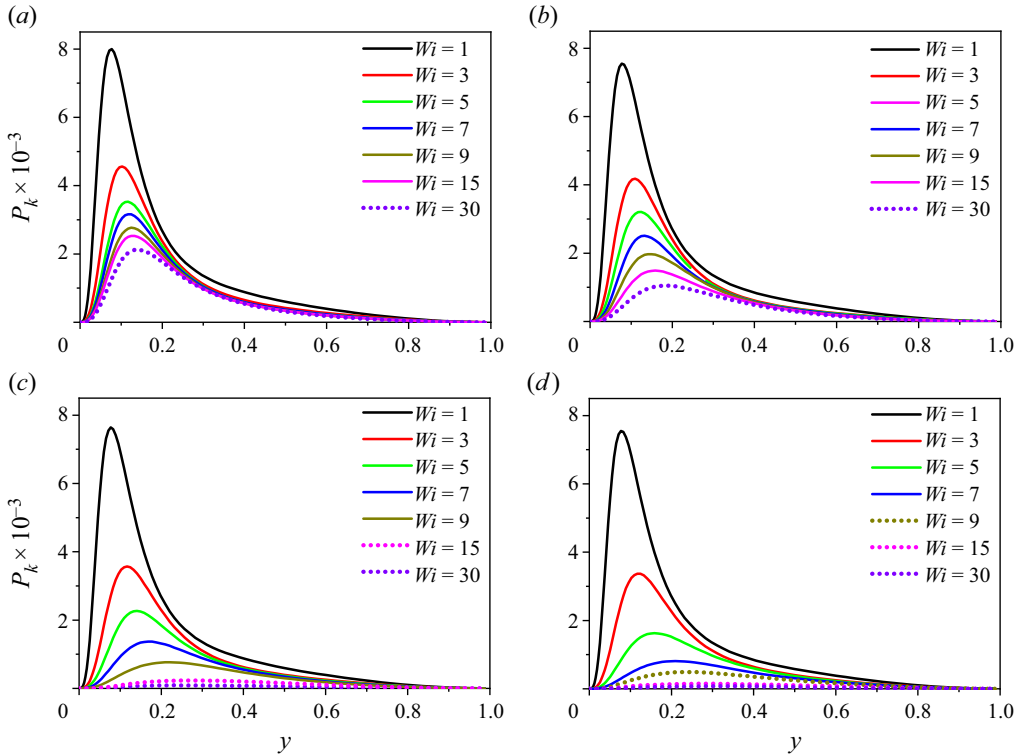 (a)
8
6
4
2
0
0.2
0.4
0.6
0.8
1.0
P_k × 10^−3
Wi = 1
Wi = 3
Wi = 5
Wi = 7
Wi = 9
Wi = 15
Wi = 30
(b)
8
6
4
2
0
0.2
0.4
0.6
0.8
1.0
Wi = 1
Wi = 3
Wi = 5
Wi = 7
Wi = 9
Wi = 15
Wi = 30
(c)
8
6
4
2
0
0.2
0.4
0.6
0.8
1.0
P_k × 10^−3
y
Wi = 1
Wi = 3
Wi = 5
Wi = 7
Wi = 9
Wi = 15
Wi = 30
(d)
8
6
4
2
0
0.2
0.4
0.6
0.8
1.0
y
Wi = 1
Wi = 3
Wi = 5
Wi = 7
Wi = 9
Wi = 15
Wi = 30